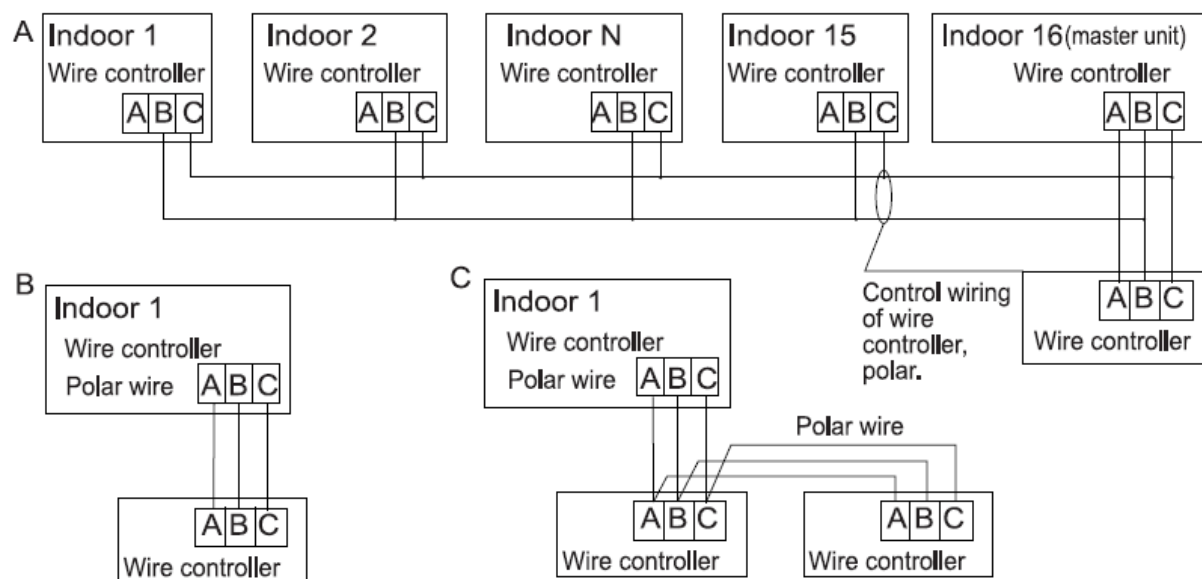 A
Indoor 1
Wire controller
A B C
Indoor 2
Wire controller
A B C
Indoor N
Wire controller
A B C
Indoor 15
Wire controller
A B C
Indoor 16 (master unit)
Wire controller
A B C
Control wiring
of wire
controller,
polar.
A B C
Wire controller
B
Indoor 1
Wire controller
Polar wire
A B C
A B C
Wire controller
C
Indoor 1
Wire controller
Polar wire
A B C
Polar wire
A B C
Wire controller
A B C
Wire controller